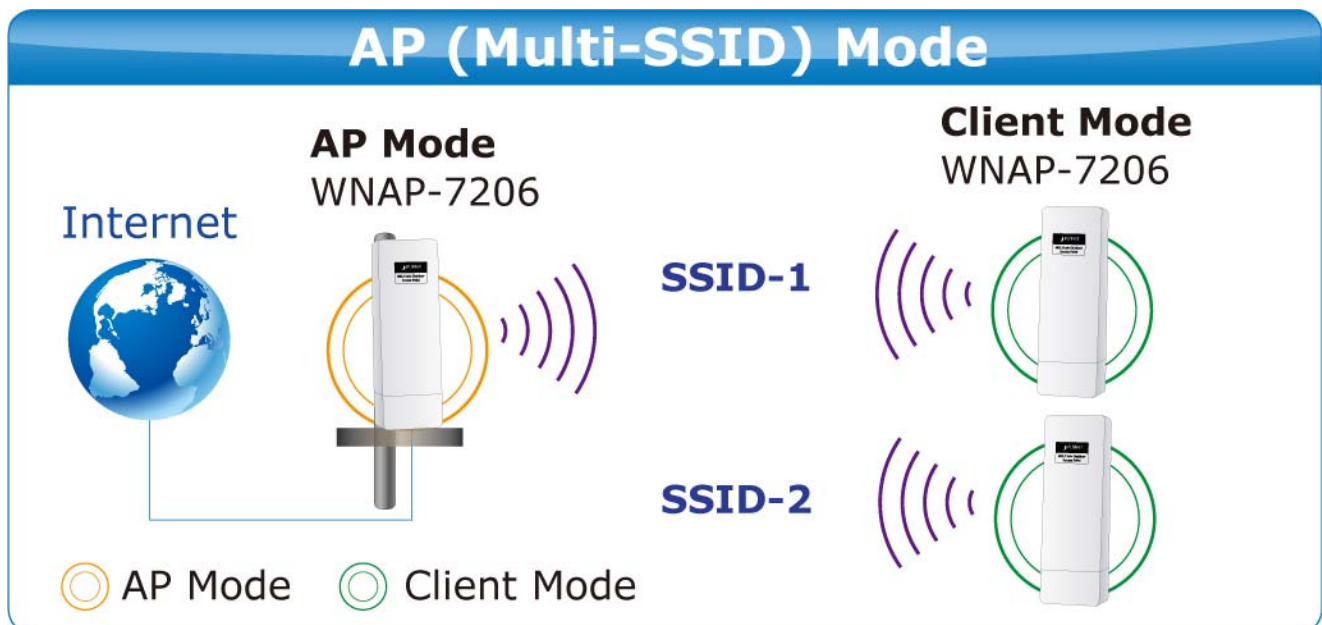 AP (Multi-SSID) Mode
AP Mode
WNAP-7206
Client Mode
WNAP-7206
Internet
SSID-1
SSID-2
AP Mode
Client Mode